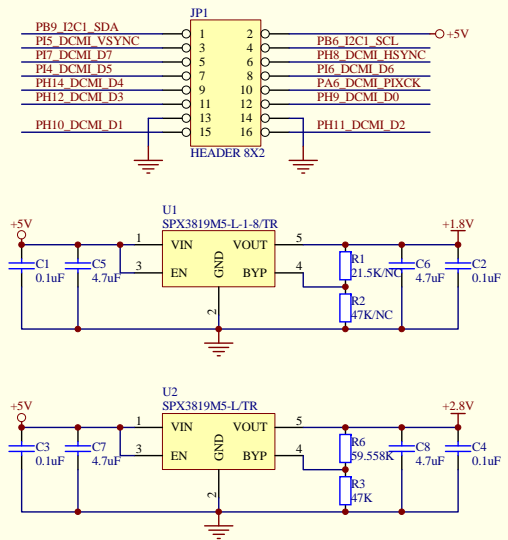 JP1
PB9_I2C1_SDA 1 2 +5V
PI5_DCMI_VSYNC 3 4 PB6_I2C1_SCL
PI7_DCMI_D7 5 6 PH8_DCMI_HSYNC
PI4_DCMI_D5 7 8 PI6_DCMI_D6
PH14_DCMI_D4 9 10 PA6_DCMI_PIXCK
PH12_DCMI_D3 11 12 PH9_DCMI_D0
13 14
PH10_DCMI_D1 15 16 PH11_DCMI_D2
HEADER 8X2
U1
SPX3819M5-L-1-8/TR
+5V +1.8V
1 VIN VOUT 5
C1 0.1uF
C5 4.7uF
3 EN GND BYP 4
2
R1 21.5K/NC
R2 47K/NC
C6 4.7uF
C2 0.1uF
U2
SPX3819M5-L/TR
+5V +2.8V
1 VIN VOUT 5
C3 0.1uF
C7 4.7uF
3 EN GND BYP 4
2
R6 59.558K
R3 47K
C8 4.7uF
C4 0.1uF